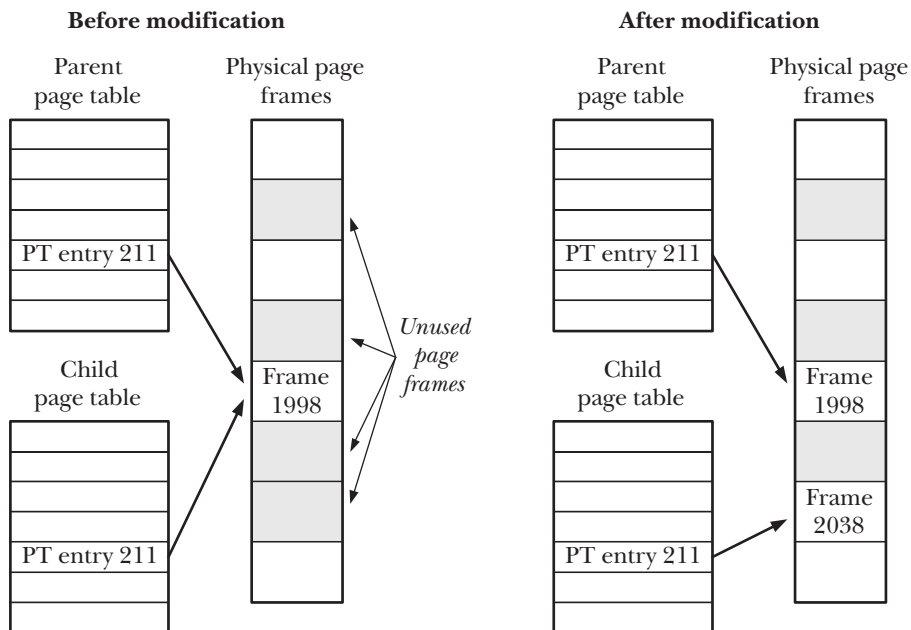 Before modification
Parent
page table
Physical page
frames
PT entry 211
Child
page table
PT entry 211
Frame
1998
Unused
page
frames
After modification
Parent
page table
Physical page
frames
PT entry 211
Child
page table
PT entry 211
Frame
1998
Frame
2038